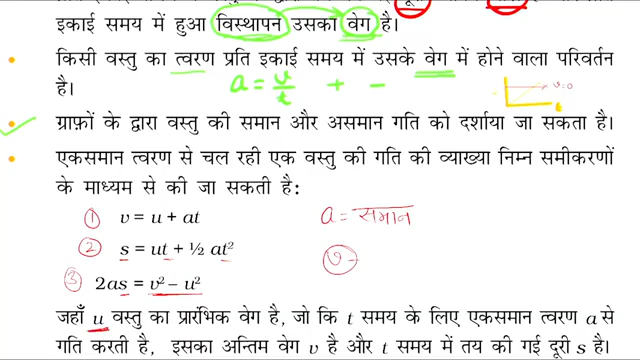 इकाई समय में हुआ विस्थापन उसका वेग है।
किसी वस्तु का त्वरण प्रति इकाई समय में उसके वेग में होने वाला परिवर्तन
है।
a = v/t + -
v=0
t
ग्राफ़ों के द्वारा वस्तु की समान और असमान गति को दर्शाया जा सकता है।
एकसमान त्वरण से चल रही एक वस्तु की गति की व्याख्या निम्न समीकरणों
के माध्यम से की जा सकती है:
① v = u + at a = समान
② s = ut + ½ at²
③ 2as = v² – u²
जहाँ u वस्तु का प्रारंभिक वेग है, जो कि t समय के लिए एकसमान त्वरण a से
गति करती है, इसका अन्तिम वेग v है और t समय में तय की गई दूरी s है।